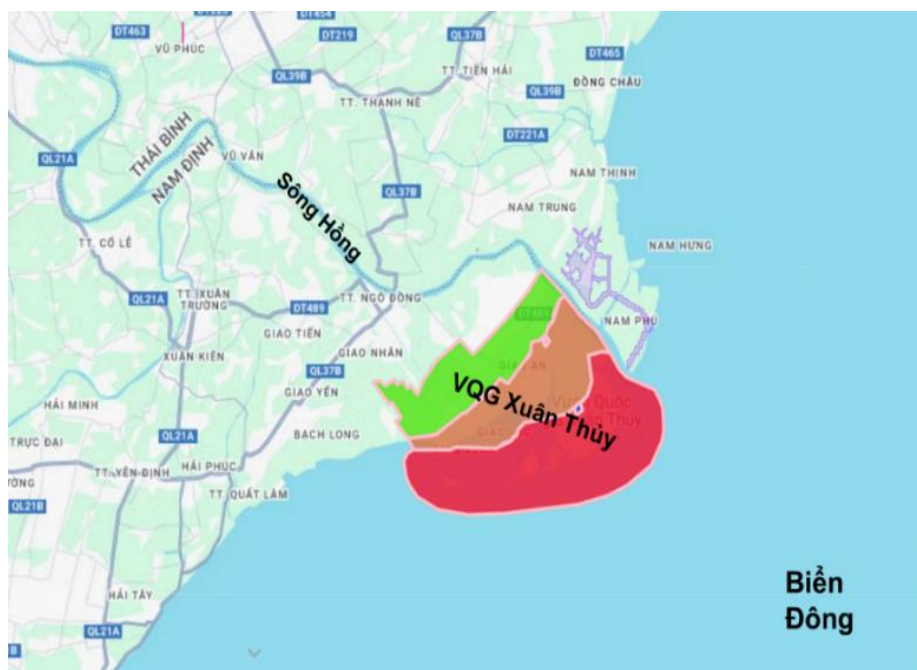 DT463
DT454
QL37B
VŨ PHÚC
DT219
DT465
TT. TIỀN HẢI
QL39B
QL39B
ĐỒNG CHÂU
TT. THANH NÊ
DT221A
QL21A
THÁI BÌNH
NAM ĐỊNH
VŨ VÂN
NAM THỊNH
QL37B
NAM TRUNG
Sông Hồng
TT. CỔ LỄ
NAM HƯNG
QL21A
TT. XUÂN
TRƯỜNG
DT489
TT. NGÔ ĐỒNG
NAM PHÚ
GIAO TIẾN
XUÂN KIÊN
GIAO NHÂN
QL37B
GIAO YẾN
VQG Xuân Thủy
HẢI MINH
BẠCH LONG
TRỰC ĐẠI
QL21A
HẢI PHÚC
TT. YÊN ĐỊNH
TT. QUẤT LÂM
QL21B
Biển
Đông
HẢI TÂY
QL21A